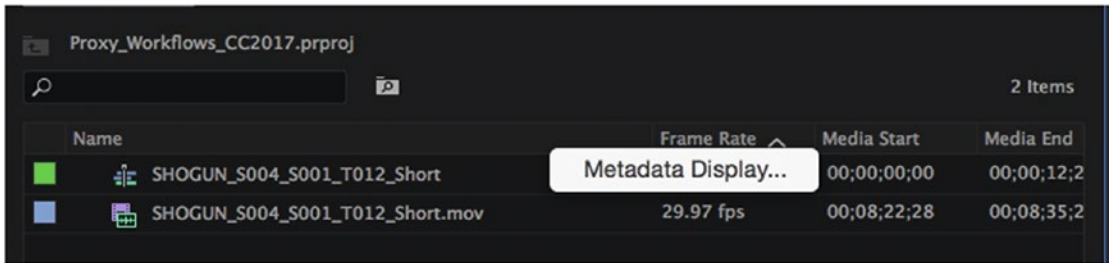 Proxy_Workflows_CC2017.prproj
2 Items
Name Frame Rate Media Start Media End
SHOGUN_S004_S001_T012_Short Metadata Display... 00;00;00;00 00;00;12;2
SHOGUN_S004_S001_T012_Short.mov 29.97 fps 00;08;22;28 00;08;35;2